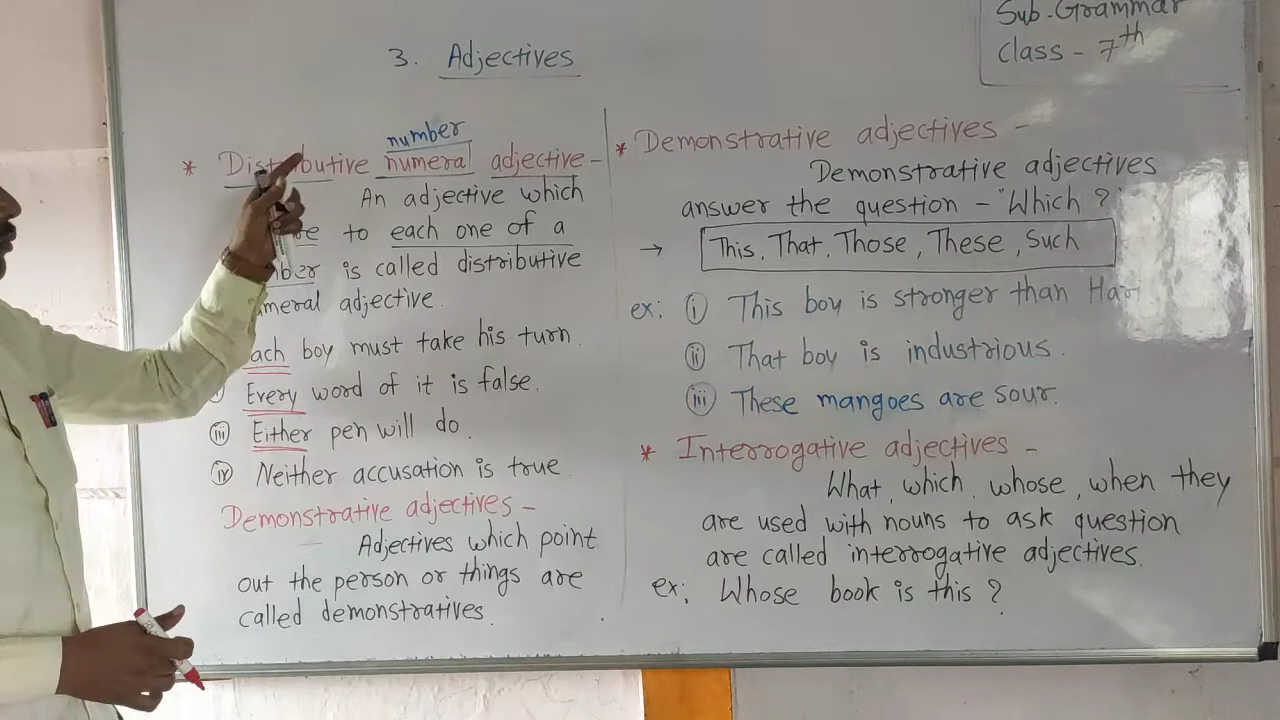 Sub-Grammar
Class - 7th
3. Adjectives
number
* Distributive numeral adjective -
An adjective which
to each one of a
is called distributive
adjective.
boy must take his turn.
Every word of it is false.
iii Either pen will do.
iv Neither accusation is true.
Demonstrative adjectives -
Adjectives which point
out the person or things are
called demonstratives.
* Demonstrative adjectives -
Demonstrative adjectives
answer the question - "Which?"
→ This, That, Those, These, Such
ex: i This boy is stronger than Hari
ii That boy is industrious.
iii These mangoes are sour.
* Interrogative adjectives -
What, which, whose, when they
are used with nouns to ask question
are called interrogative adjectives.
ex: Whose book is this?